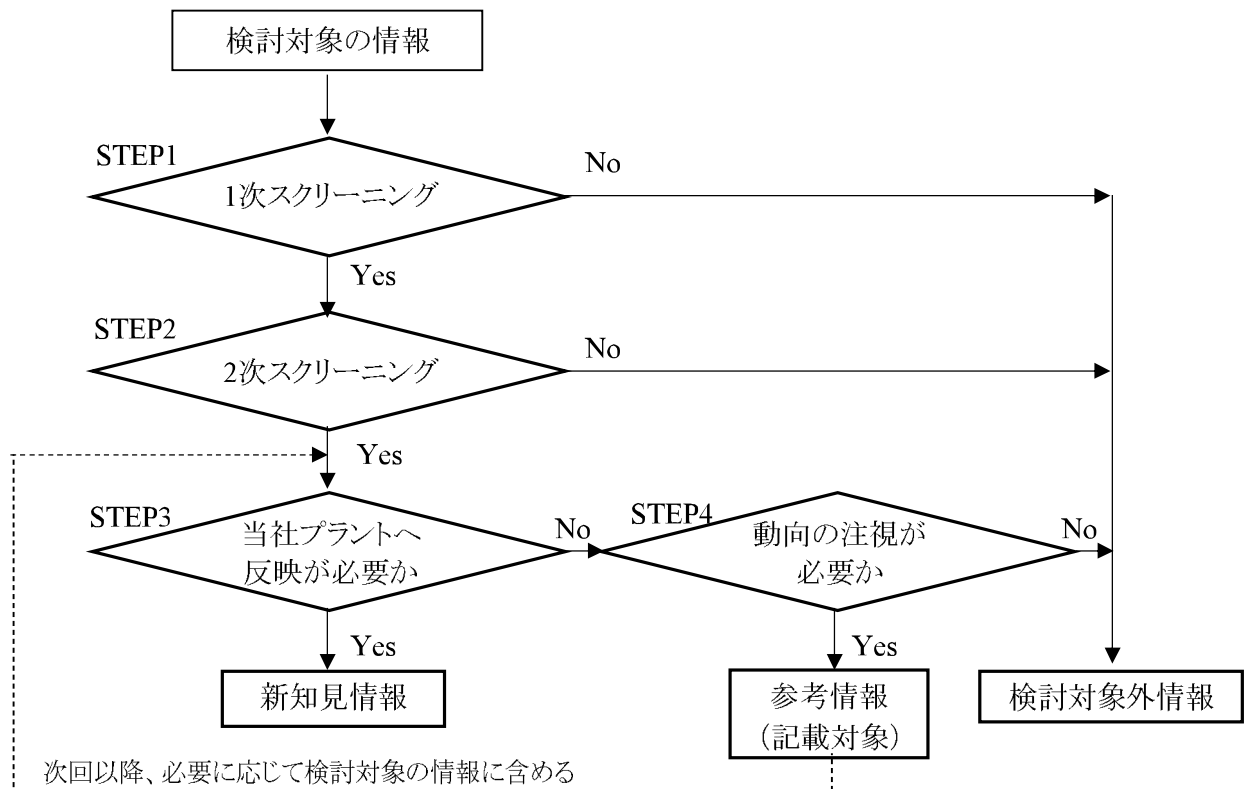 検討対象の情報
STEP1
1次スクリーニング
No
Yes
STEP2
2次スクリーニング
No
Yes
STEP3
当社プラントへ
反映が必要か
No
STEP4
動向の注視が
必要か
No
Yes
Yes
新知見情報
参考情報
(記載対象)
検討対象外情報
次回以降、必要に応じて検討対象の情報に含める